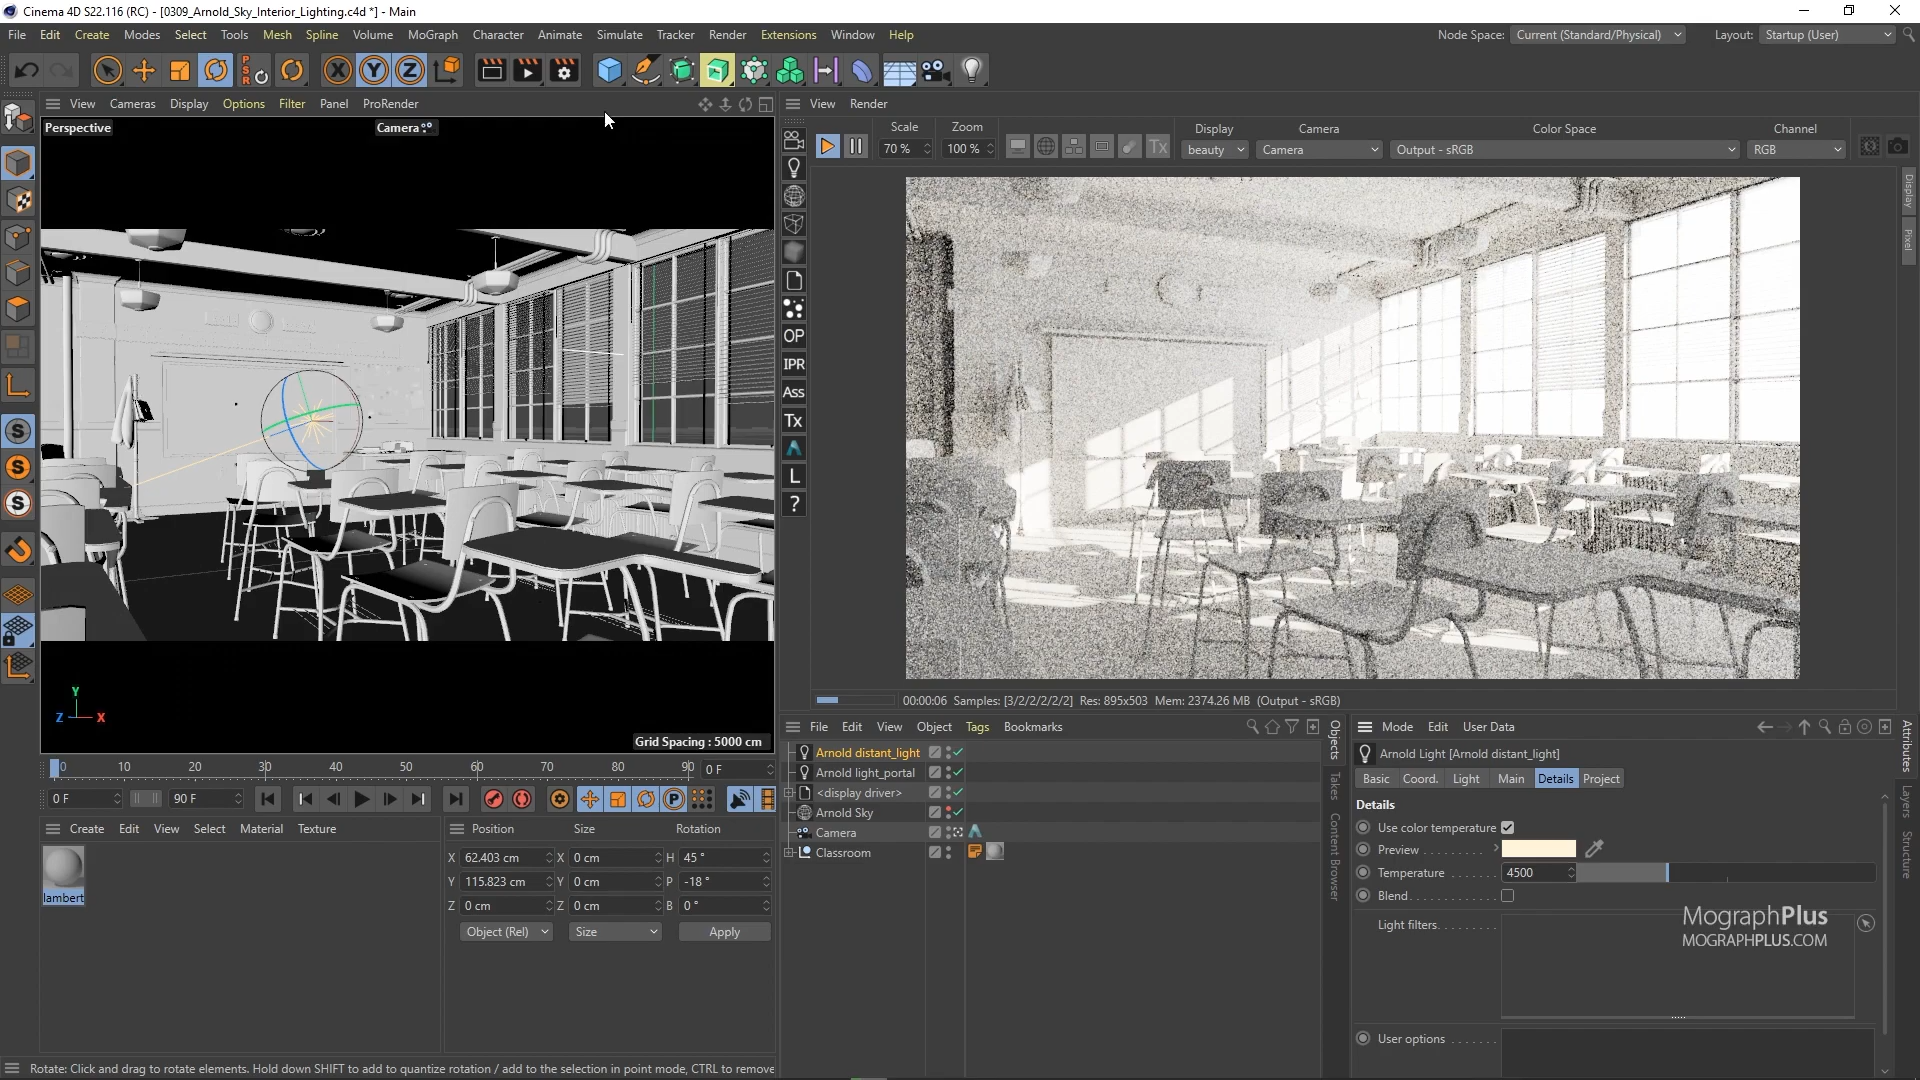 Cinema 4D S22.116 (RC) - [0309_Arnold_Sky_Interior_Lighting.c4d *] - Main
File Edit Create Modes Select Tools Mesh Spline Volume MoGraph Character Animate Simulate Tracker Render Extensions Window Help
Node Space: Current (Standard/Physical) Layout: Startup (User)
PSR X Y Z
View Cameras Display Options Filter Panel ProRender
Perspective
Camera
Y
Z X
Grid Spacing : 5000 cm
S
S
S
View Render
Scale Zoom Display Camera Color Space Channel
70 % 100 % Tx beauty Camera Output - sRGB RGB
OP
IPR
Ass
Tx
L
?
Display
Pixel
00:00:06 Samples: [3/2/2/2/2/2] Res: 895x503 Mem: 2374.26 MB (Output - sRGB)
0 10 20 30 40 50 60 70 80 90 0 F
0 F 90 F P
Create Edit View Select Material Texture
lambert
Position Size Rotation
X 62.403 cm X 0 cm H 45 °
Y 115.823 cm Y 0 cm P -18 °
Z 0 cm Z 0 cm B 0 °
Object (Rel) Size Apply
File Edit View Object Tags Bookmarks
Arnold distant_light
Arnold light_portal
<display driver>
Arnold Sky
Camera
Classroom
Objects
Takes
Content Browser
Mode Edit User Data
Arnold Light [Arnold distant_light]
Basic Coord. Light Main Details Project
Details
Use color temperature
Preview . . . . . . . .
Temperature . . . . . . 4500
Blend. . . . . . . . . . . .
Light filters. . . . . . . . .
User options . . . . . .
MographPlus
MOGRAPHPLUS.COM
Attributes
Layers
Structure
Rotate: Click and drag to rotate elements. Hold down SHIFT to add to quantize rotation / add to the selection in point mode, CTRL to remove